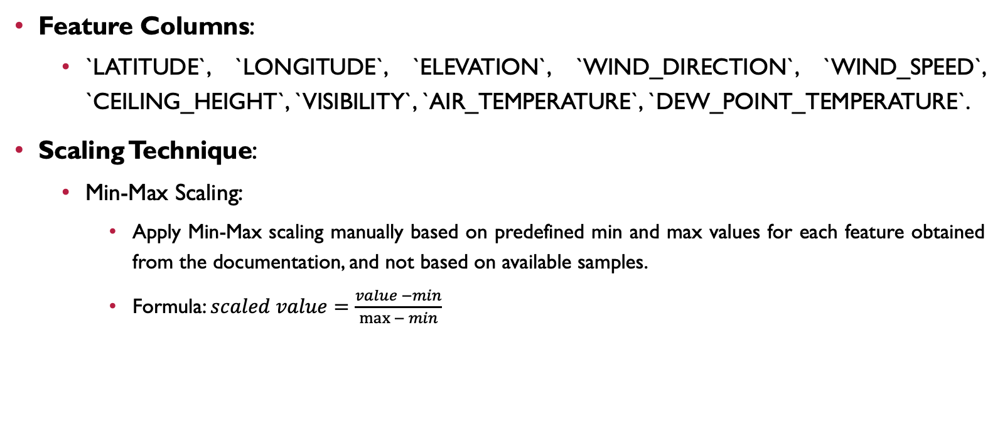 • Feature Columns:
• `LATITUDE`, `LONGITUDE`, `ELEVATION`, `WIND_DIRECTION`, `WIND_SPEED`,
`CEILING_HEIGHT`, `VISIBILITY`, `AIR_TEMPERATURE`, `DEW_POINT_TEMPERATURE`.
• Scaling Technique:
• Min-Max Scaling:
• Apply Min-Max scaling manually based on predefined min and max values for each feature obtained
from the documentation, and not based on available samples.
• Formula: scaled value = (value − min) / (max − min)